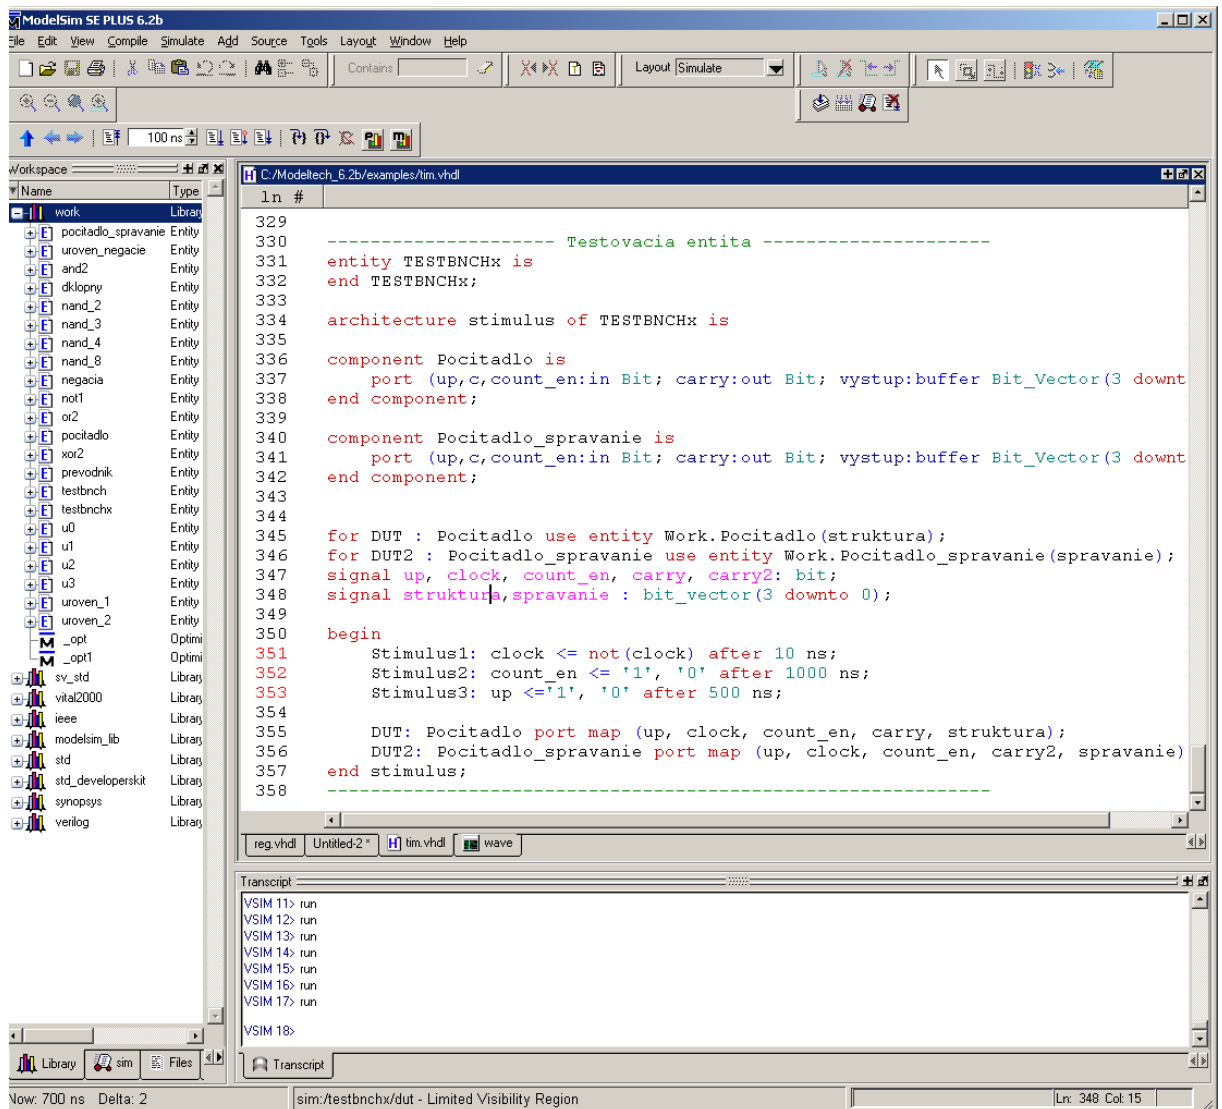 ModelSim SE PLUS 6.2b
File Edit View Compile Simulate Add Source Tools Layout Window Help
Contains
Layout Simulate
100 ns
Workspace
Name Type
work Library
pocitadlo_spravanie Entity
uroven_negacie Entity
and2 Entity
dklopny Entity
nand_2 Entity
nand_3 Entity
nand_4 Entity
nand_8 Entity
negacia Entity
not1 Entity
or2 Entity
pocitadlo Entity
xor2 Entity
prevodnik Entity
testbnch Entity
testbnchx Entity
u0 Entity
u1 Entity
u2 Entity
u3 Entity
uroven_1 Entity
uroven_2 Entity
_opt Optimi
_opt1 Optimi
sv_std Library
vital2000 Library
ieee Library
modelsim_lib Library
std Library
std_developerskit Library
synopsys Library
verilog Library
Library sim Files
C:/Modeltech_6.2b/examples/tim.vhdl
ln #
329
330 --------------------- Testovacia entita ---------------------
331 entity TESTBNCHx is
332 end TESTBNCHx;
333
334 architecture stimulus of TESTBNCHx is
335
336 component Pocitadlo is
337 port (up,c,count_en:in Bit; carry:out Bit; vystup:buffer Bit_Vector(3 downt
338 end component;
339
340 component Pocitadlo_spravanie is
341 port (up,c,count_en:in Bit; carry:out Bit; vystup:buffer Bit_Vector(3 downt
342 end component;
343
344
345 for DUT : Pocitadlo use entity Work.Pocitadlo(struktura);
346 for DUT2 : Pocitadlo_spravanie use entity Work.Pocitadlo_spravanie(spravanie);
347 signal up, clock, count_en, carry, carry2: bit;
348 signal struktura,spravanie : bit_vector(3 downto 0);
349
350 begin
351 Stimulus1: clock <= not(clock) after 10 ns;
352 Stimulus2: count_en <= '1', '0' after 1000 ns;
353 Stimulus3: up <='1', '0' after 500 ns;
354
355 DUT: Pocitadlo port map (up, clock, count_en, carry, struktura);
356 DUT2: Pocitadlo_spravanie port map (up, clock, count_en, carry2, spravanie)
357 end stimulus;
358 -------------------------------------------------------------
reg.vhdl Untitled-2 * tim.vhdl wave
Transcript
VSIM 11> run
VSIM 12> run
VSIM 13> run
VSIM 14> run
VSIM 15> run
VSIM 16> run
VSIM 17> run
VSIM 18>
Transcript
Now: 700 ns Delta: 2 sim:/testbnchx/dut - Limited Visibility Region Ln: 348 Col: 15